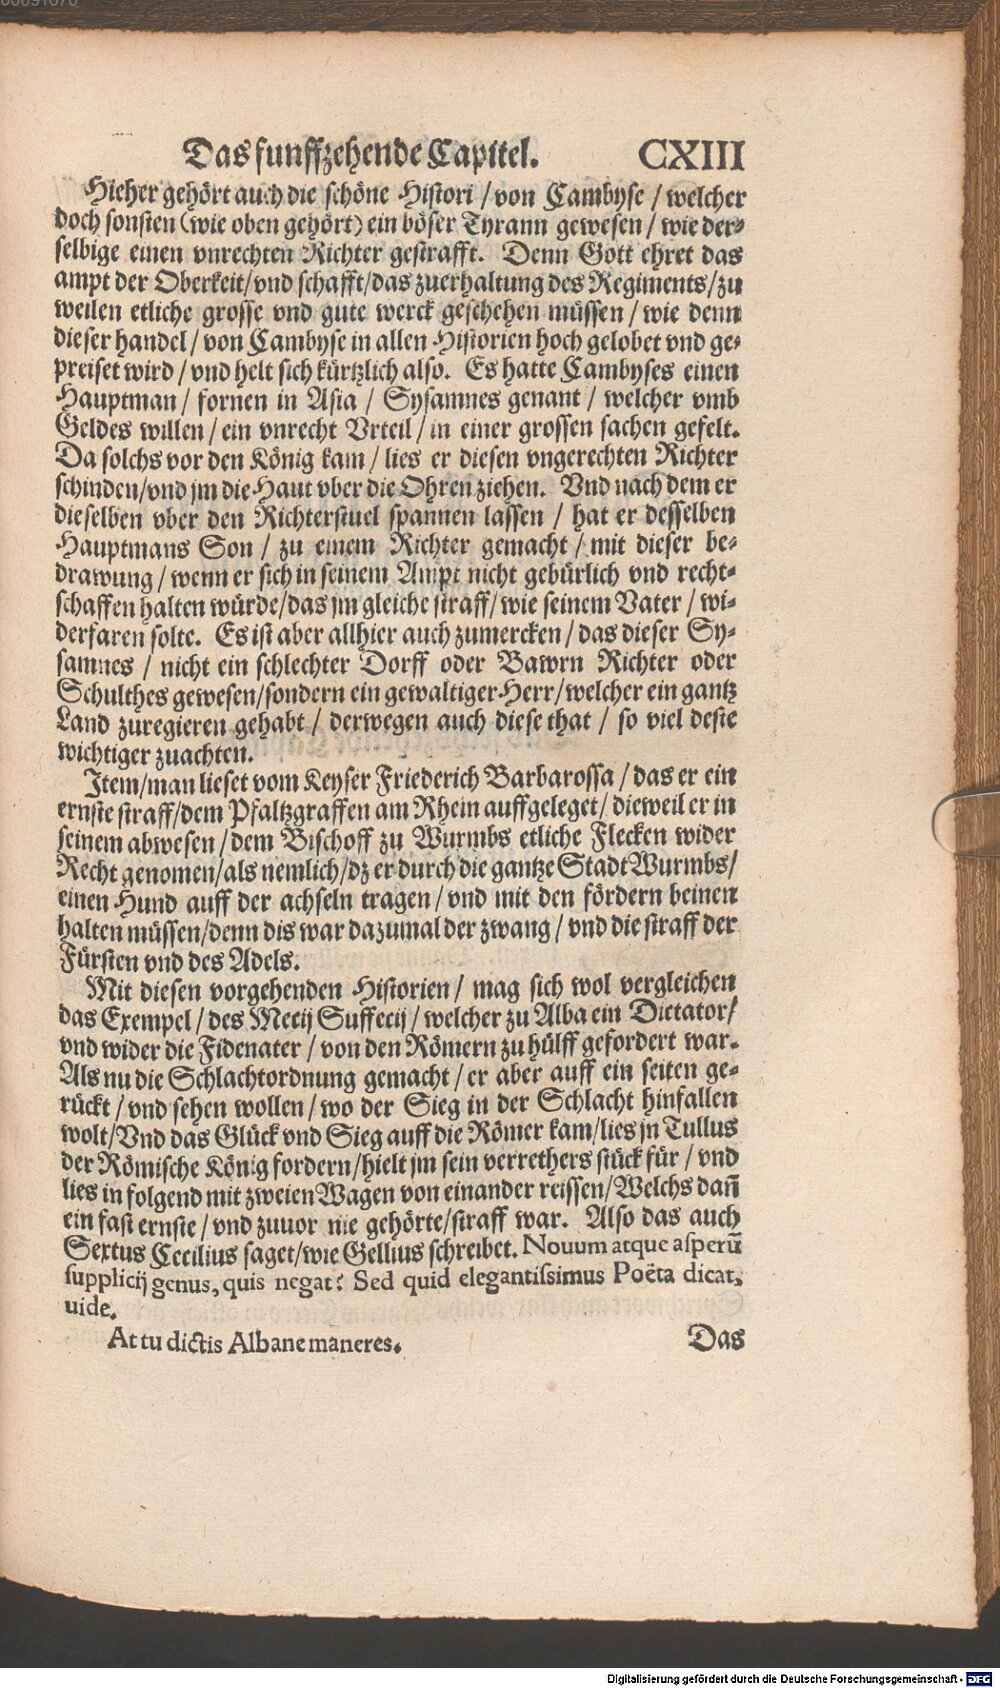 Das funffzehende Capitel. CXIII
Hieher gehört auch die schöne Histori / von Cambyse / welcher
doch sonsten (wie oben gehört) ein böser Tyrann gewesen / wie der-
selbige einen vnrechten Richter gestrafft. Denn Gott ehret das
ampt der Oberkeit/vnd schafft/das zuerhaltung des Regiments/zu
weilen etliche grosse vnd gute werck geschehen müssen / wie denn
dieser handel / von Cambyse in allen Historien hoch gelobet vnd ge-
preiset wird / vnd helt sich kürtzlich also. Es hatte Cambyses einen
Hauptman / fornen in Asia / Sysamnes genant / welcher vmb
Geldes willen / ein vnrecht Vrteil / in einer grossen sachen gefelt.
Da solchs vor den König kam / lies er diesen vngerechten Richter
schinden/vnd jm die Haut vber die Ohren ziehen. Vnd nach dem er
dieselben vber den Richterstuel spannen lassen / hat er desselben
Hauptmans Son / zu einem Richter gemacht / mit dieser be-
drawung / wenn er sich in seinem Ampt nicht gebürlich vnd recht-
schaffen halten würde/das jm gleiche straff/wie seinem Vater / wi-
derfaren solte. Es ist aber allhier auch zumercken / das dieser Sy-
samnes / nicht ein schlechter Dorff oder Bawrn Richter oder
Schulthes gewesen/sondern ein gewaltiger Herr/welcher ein gantz
Land zuregieren gehabt / derwegen auch diese that / so viel deste
wichtiger zuachten.
Item/man lieset vom Keyser Friederich Barbarossa / das er ein
ernste straff/dem Pfaltzgraffen am Rhein auffgeleget/ dieweil er in
seinem abwesen / dem Bischoff zu Wurmbs etliche Flecken wider
Recht genomen/als nemlich/dz er durch die gantze Stadt Wurmbs/
einen Hund auff der achseln tragen / vnd mit den fördern beinen
halten müssen/denn dis war dazumal der zwang / vnd die straff der
Fürsten vnd des Adels.
Mit diesen vorgehenden Historien / mag sich wol vergleichen
das Exempel / des Metij Suffecij / welcher zu Alba ein Dictator/
vnd wider die Fidenater / von den Römern zu hülff gefordert war.
Als nu die Schlachtordnung gemacht / er aber auff ein seiten ge-
rückt / vnd sehen wollen / wo der Sieg in der Schlacht hinfallen
wolt/Vnd das Glück vnd Sieg auff die Römer kam/lies jn Tullus
der Römische König fordern/hielt jm sein verrethers stück für / vnd
lies in folgend mit zweien Wagen von einander reissen/Welchs dañ
ein fast ernste / vnd zuuor nie gehörte/straff war. Also das auch
Sextus Cecilius saget/wie Gellius schreibet. Nouum atque asperũ
supplicij genus, quis negat? Sed quid elegantissimus Poëta dicat,
uide.
At tu dictis Albane maneres. Das
Digitalisierung gefördert durch die Deutsche Forschungsgemeinschaft - DFG